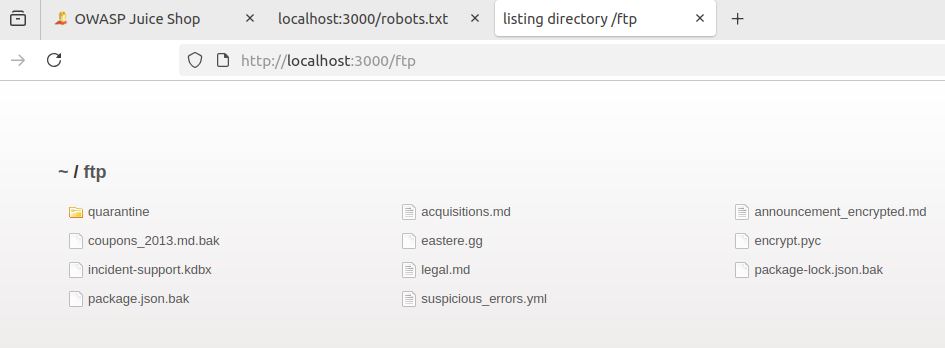 OWASP Juice Shop localhost:3000/robots.txt listing directory /ftp
http://localhost:3000/ftp
~ / ftp
quarantine acquisitions.md announcement_encrypted.md
coupons_2013.md.bak eastere.gg encrypt.pyc
incident-support.kdbx legal.md package-lock.json.bak
package.json.bak suspicious_errors.yml